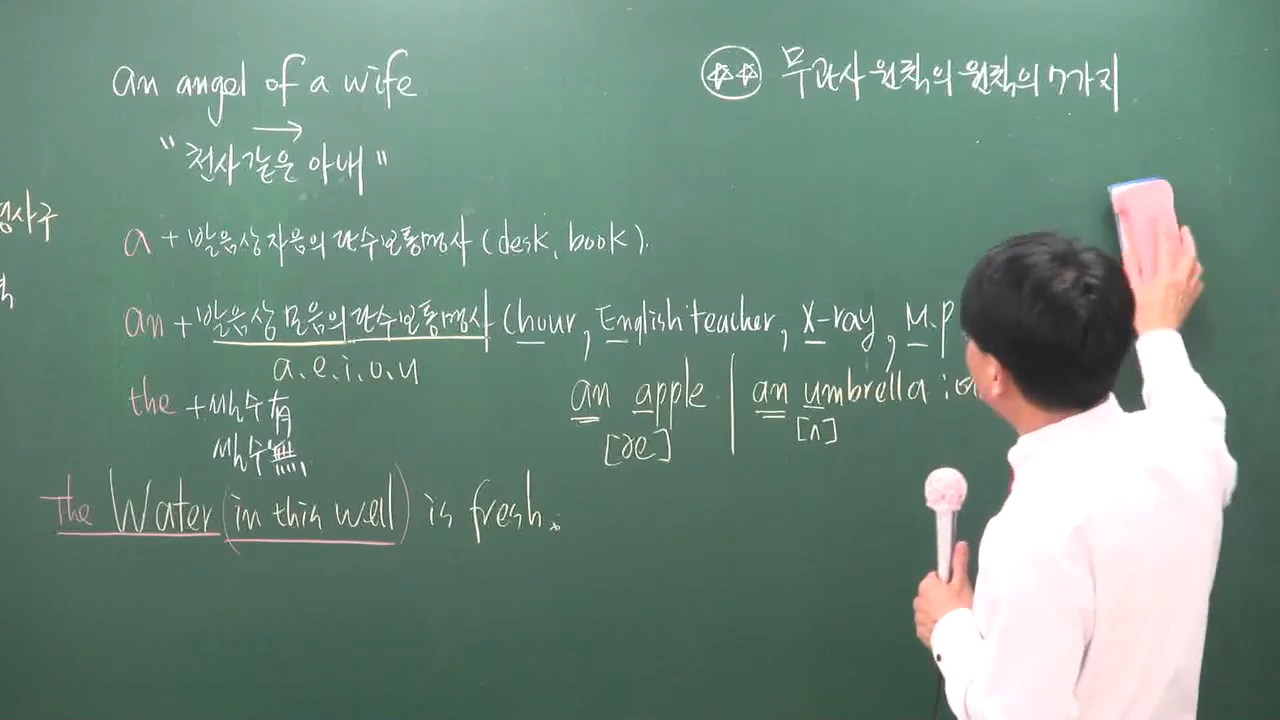 an angel of a wife
"천사같은 아내"
a + 발음상 자음의 단수보통명사 (desk, book).
an + 발음상 모음의 단수보통명사 (hour, English teacher, X-ray, M.P
a.e.i.o.u
the + 셀수有
셀수無
an apple | an umbrella
[æ] [ʌ]
The Water (in this well) is fresh.
☆☆ 무관사 원칙의 원칙의 7가지